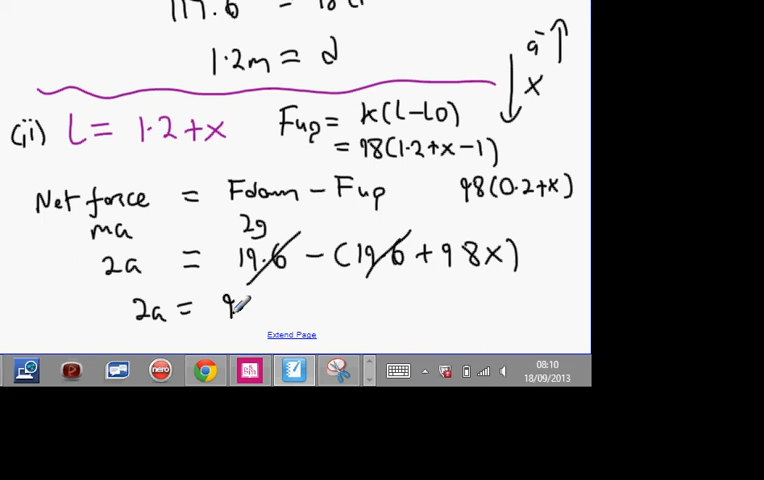 1.2m = d
a ↑
x
(ii) L = 1.2+x
Fup = k(L-L0)
= 98(1.2+x-1)
Net force = Fdown - Fup
98(0.2+x)
ma
2g
2a = 19.6 - (19.6 + 98x)
2a =
Extend Page
08:10
18/09/2013